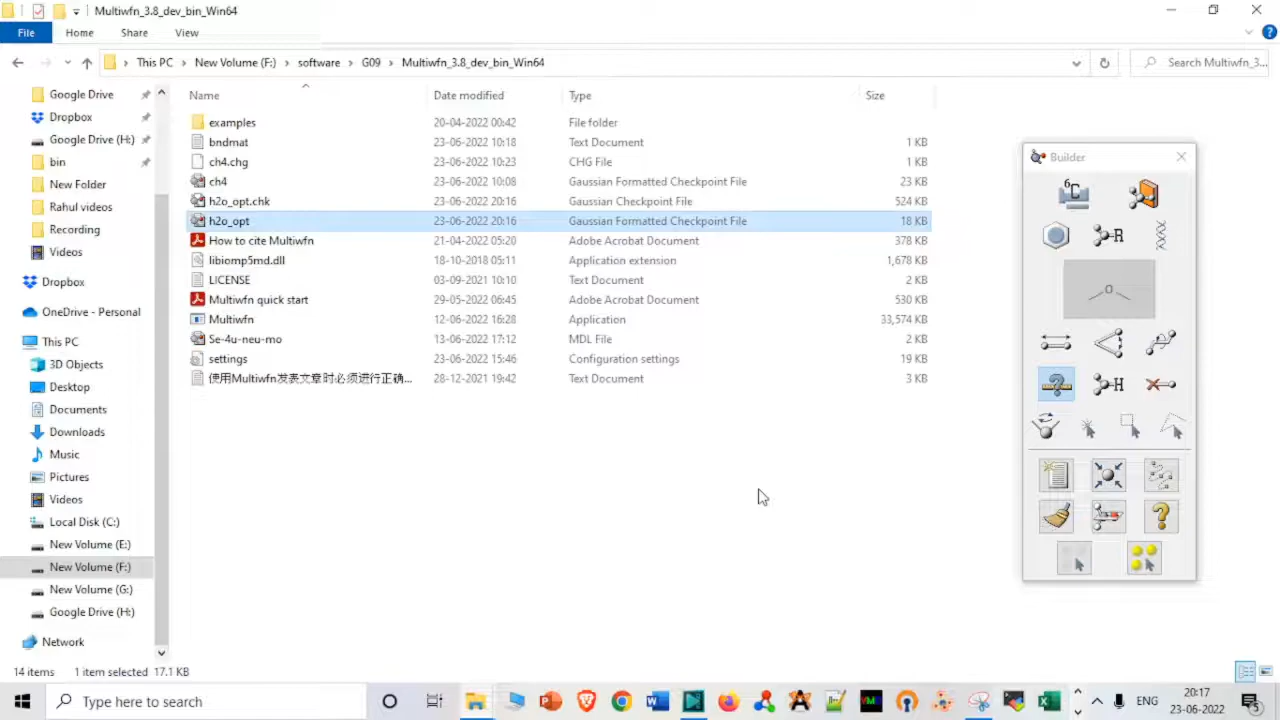 Multiwfn_3.8_dev_bin_Win64
File Home Share View
This PC New Volume (F:) software G09 Multiwfn_3.8_dev_bin_Win64 Search Multiwfn_3...
Name Date modified Type Size
Google Drive
Dropbox
Google Drive (H:)
bin
New Folder
Rahul videos
Recording
Videos
Dropbox
OneDrive - Personal
This PC
3D Objects
Desktop
Documents
Downloads
Music
Pictures
Videos
Local Disk (C:)
New Volume (E:)
New Volume (F:)
New Volume (G:)
Google Drive (H:)
Network
examples 20-04-2022 00:42 File folder
bndmat 23-06-2022 10:18 Text Document 1 KB
ch4.chg 23-06-2022 10:23 CHG File 1 KB
ch4 23-06-2022 10:08 Gaussian Formatted Checkpoint File 23 KB
h2o_opt.chk 23-06-2022 20:16 Gaussian Checkpoint File 524 KB
h2o_opt 23-06-2022 20:16 Gaussian Formatted Checkpoint File 18 KB
How to cite Multiwfn 21-04-2022 05:20 Adobe Acrobat Document 378 KB
libiomp5md.dll 18-10-2018 05:11 Application extension 1,678 KB
LICENSE 03-09-2021 10:10 Text Document 2 KB
Multiwfn quick start 29-05-2022 06:45 Adobe Acrobat Document 530 KB
Multiwfn 12-06-2022 16:28 Application 33,574 KB
Se-4u-neu-mo 13-06-2022 17:12 MDL File 2 KB
settings 23-06-2022 15:46 Configuration settings 19 KB
使用Multiwfn发表文章时必须进行正确... 28-12-2021 19:42 Text Document 3 KB
Builder
6C
R
O
H
14 items 1 item selected 17.1 KB
Type here to search
ENG
20:17
23-06-2022
5